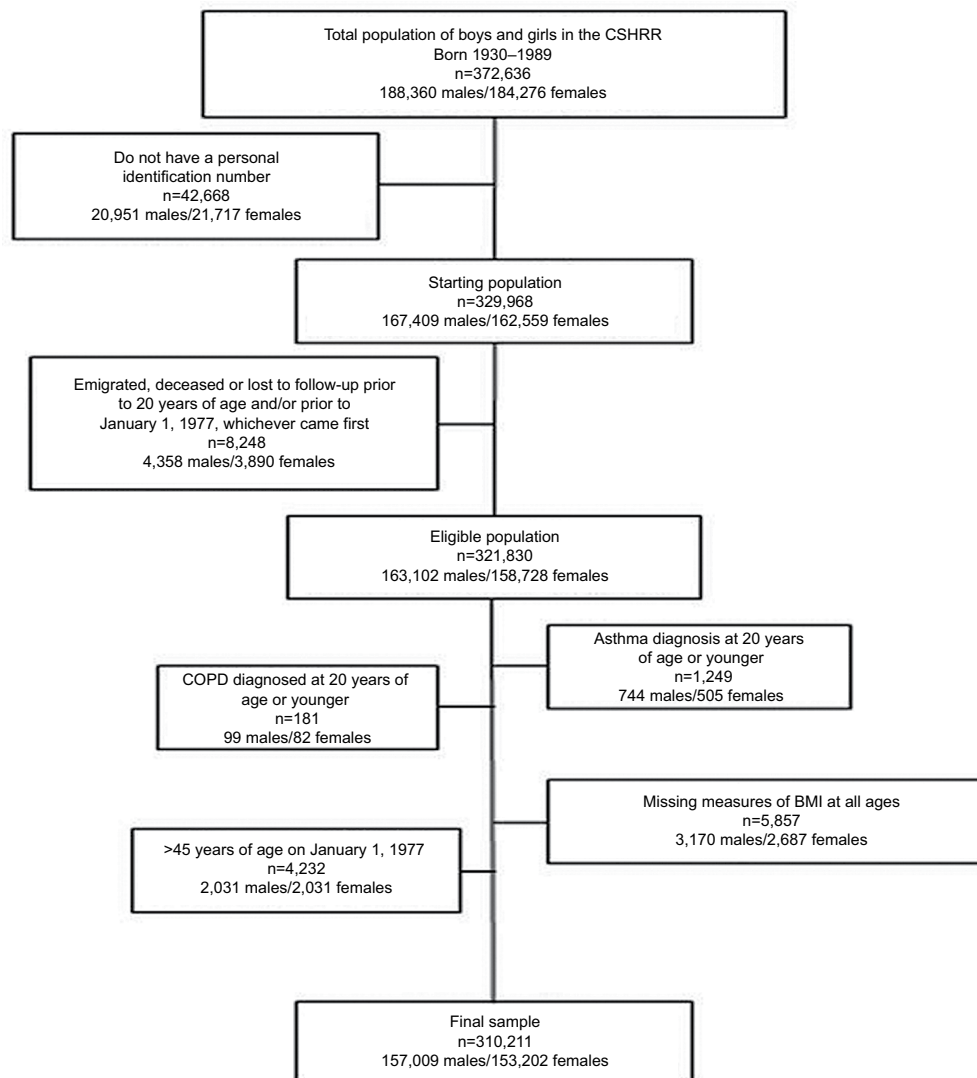 Total population of boys and girls in the CSHRR
Born 1930–1989
n=372,636
188,360 males/184,276 females
Do not have a personal
identification number
n=42,668
20,951 males/21,717 females
Starting population
n=329,968
167,409 males/162,559 females
Emigrated, deceased or lost to follow-up prior
to 20 years of age and/or prior to
January 1, 1977, whichever came first
n=8,248
4,358 males/3,890 females
Eligible population
n=321,830
163,102 males/158,728 females
Asthma diagnosis at 20 years
of age or younger
n=1,249
744 males/505 females
COPD diagnosed at 20 years of
age or younger
n=181
99 males/82 females
Missing measures of BMI at all ages
n=5,857
3,170 males/2,687 females
>45 years of age on January 1, 1977
n=4,232
2,031 males/2,031 females
Final sample
n=310,211
157,009 males/153,202 females